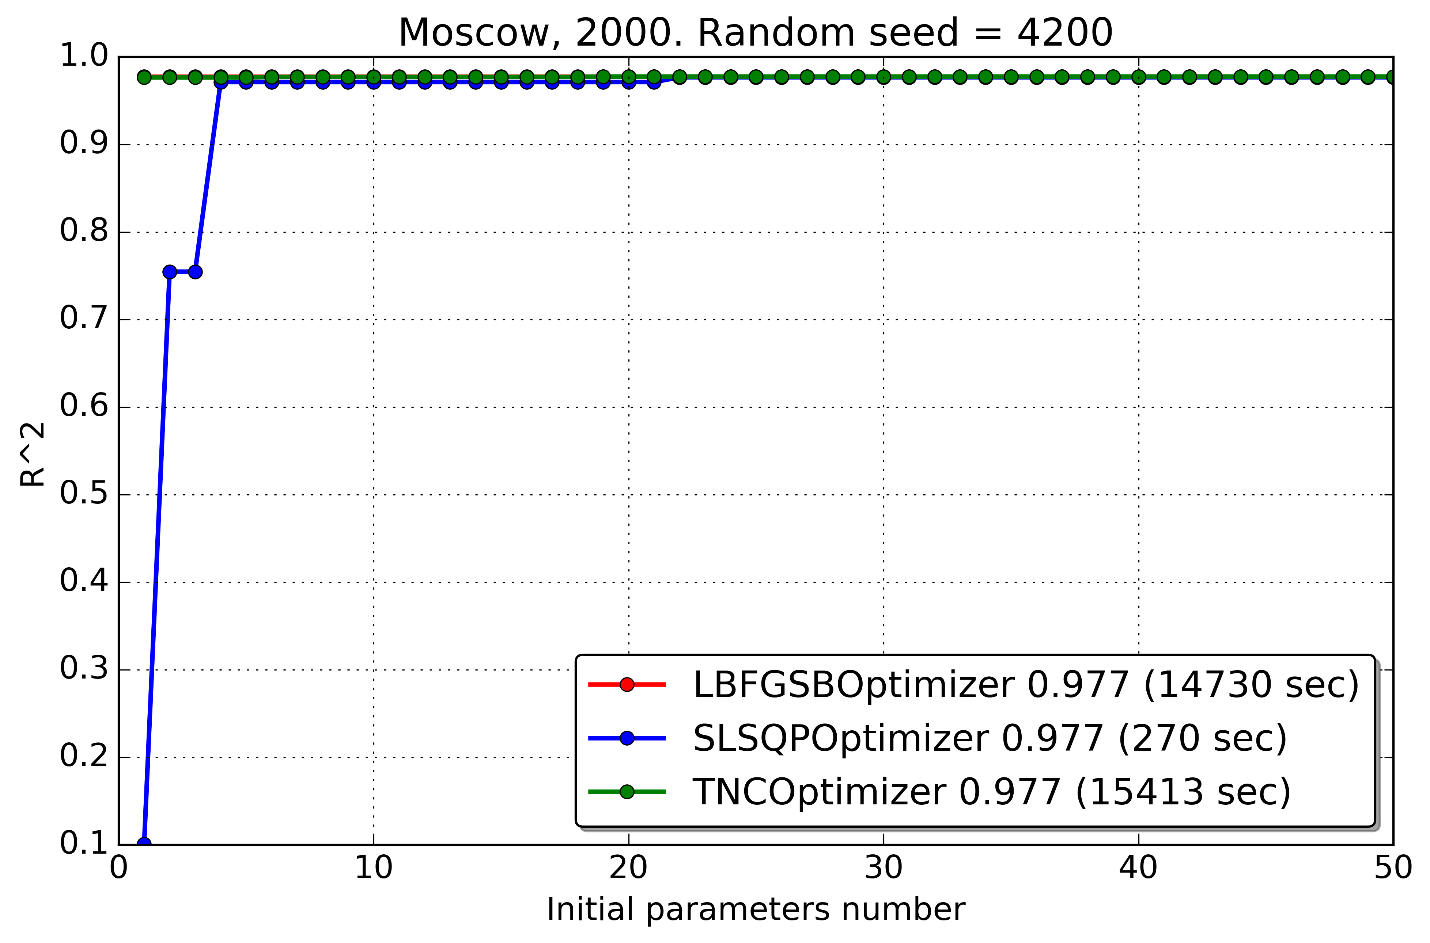 Moscow, 2000. Random seed = 4200
1.0
0.9
0.8
0.7
0.6
0.5
0.4
0.3
0.2
0.1
R^2
LBFGSBOptimizer 0.977 (14730 sec)
SLSQPOptimizer 0.977 (270 sec)
TNCOptimizer 0.977 (15413 sec)
0 10 20 30 40 50
Initial parameters number